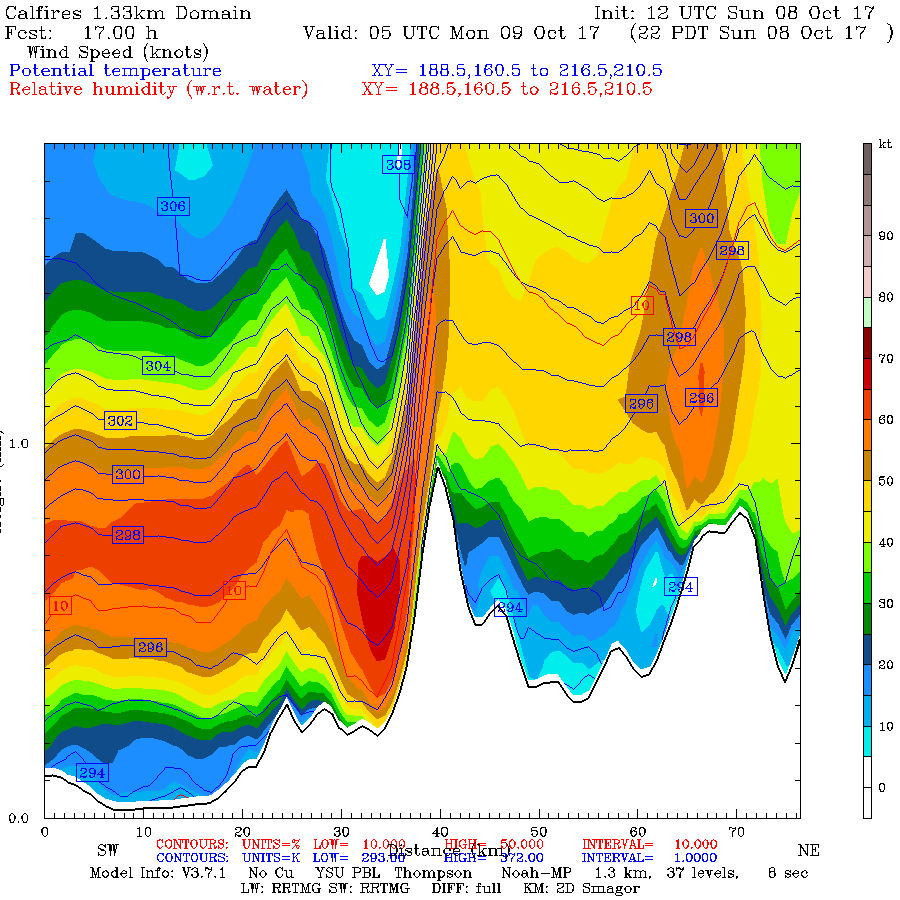 Calfires 1.33km Domain Init: 12 UTC Sun 08 Oct 17
Fcst: 17.00 h Valid: 05 UTC Mon 09 Oct 17 (22 PDT Sun 08 Oct 17 )
Wind Speed (knots)
Potential temperature XY= 188.5,160.5 to 216.5,210.5
Relative humidity (w.r.t. water) XY= 188.5,160.5 to 216.5,210.5
kt
308
306
300
90
298
80
10
298
304
70
296
296
302
60
1.0
300
50
298
40
294
10
10
294
30
296
20
10
294
0
0.0
0 10 20 30 40 50 60 70
SW Distance (km) NE
CONTOURS: UNITS=% LOW= 10.000 HIGH= 50.000 INTERVAL= 10.000
CONTOURS: UNITS=K LOW= 293.00 HIGH= 372.00 INTERVAL= 1.0000
Model Info: V3.7.1 No Cu YSU PBL Thompson Noah-MP 1.3 km, 37 levels, 8 sec
LW: RRTMG SW: RRTMG DIFF: full KM: 2D Smagor